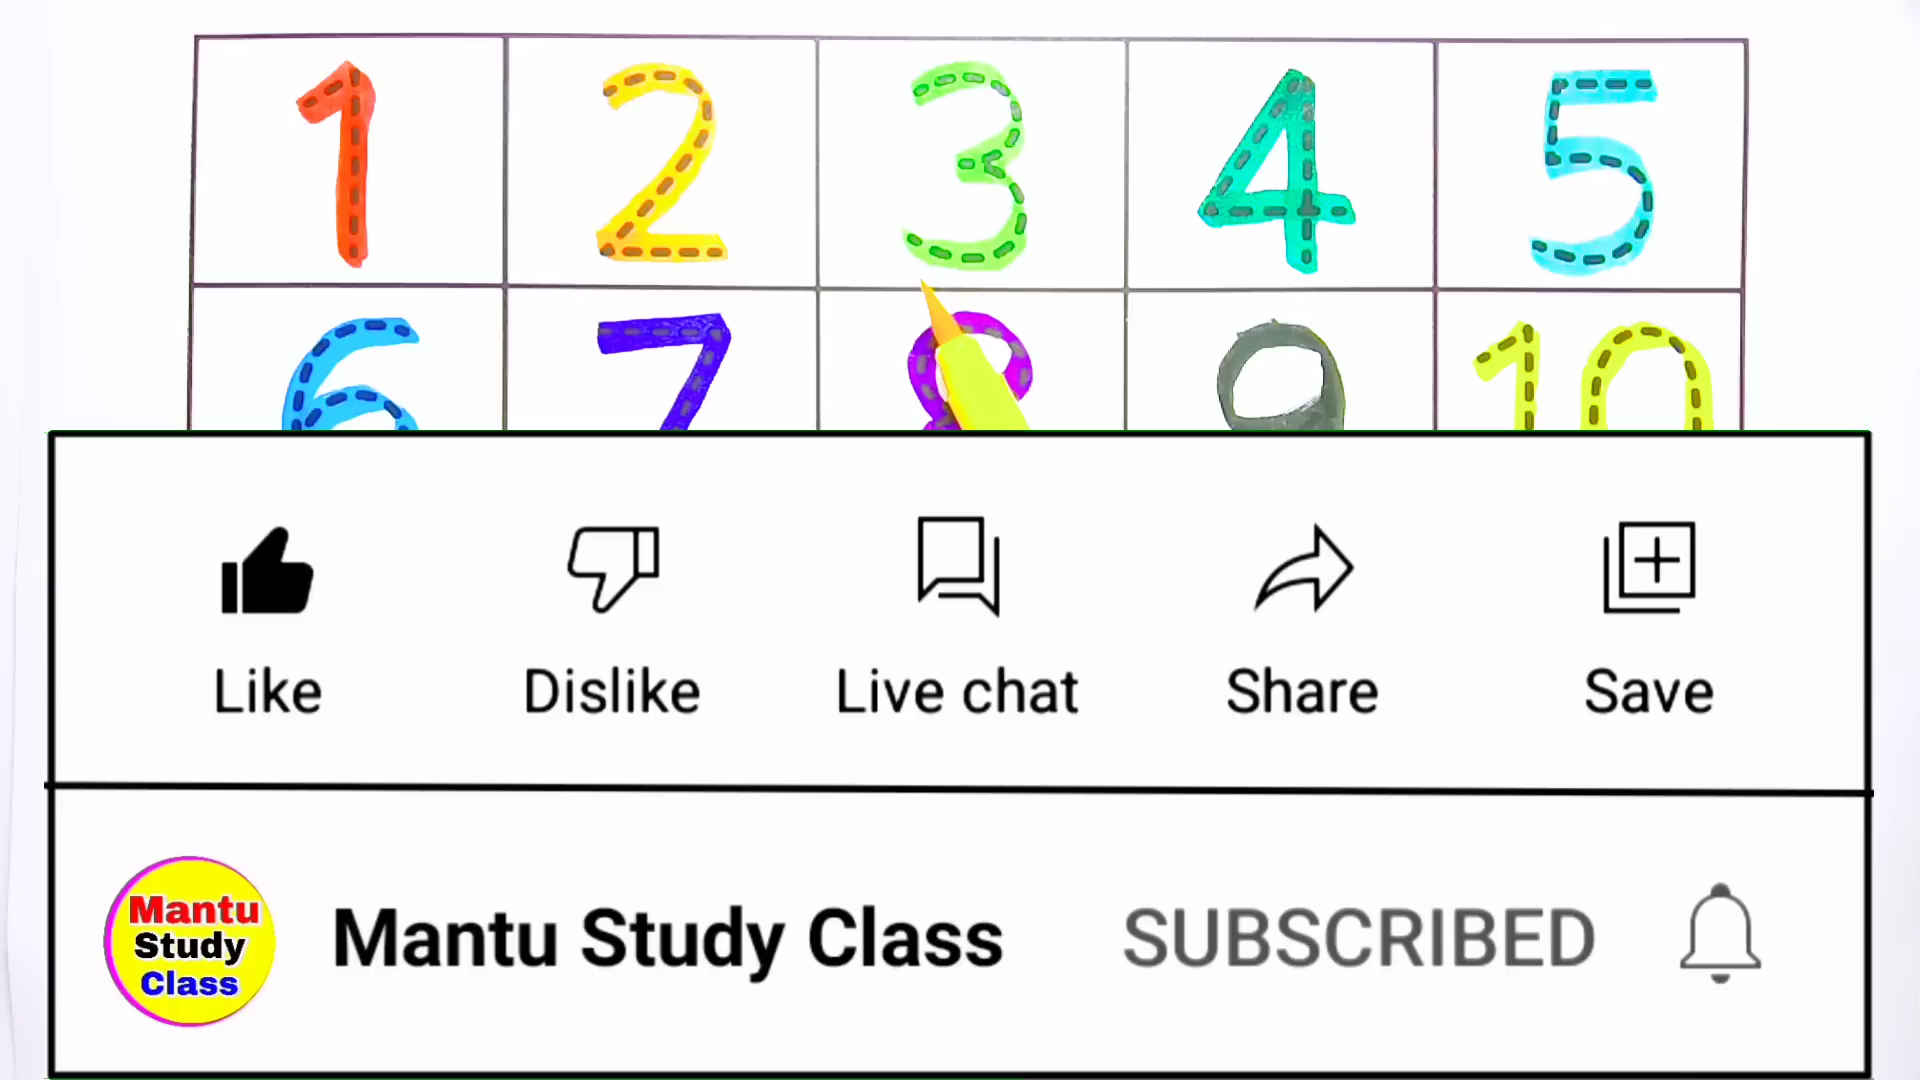 1 2 3 4 5
6 7 8 9 10
Like Dislike Live chat Share Save
Mantu
Study
Class
Mantu Study Class SUBSCRIBED